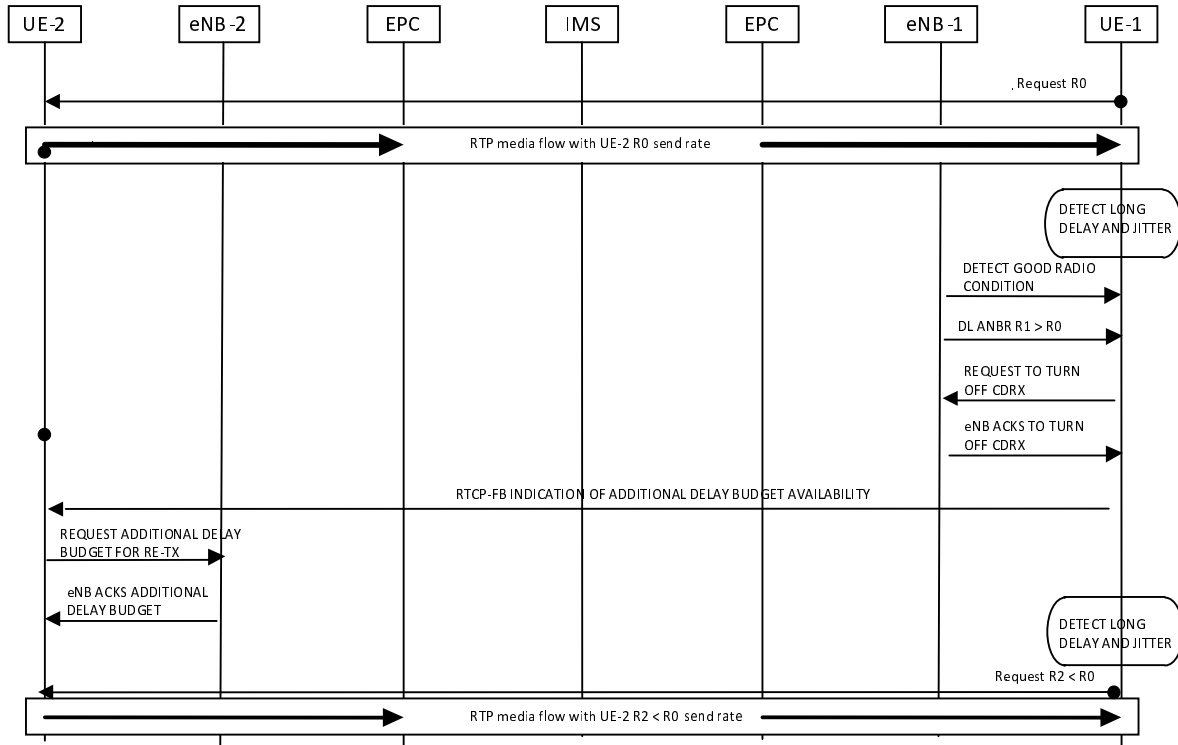 UE-2
eNB-2
EPC
IMS
EPC
eNB-1
UE-1
Request R0
RTP media flow with UE-2 R0 send rate
DETECT LONG
DELAY AND JITTER
DETECT GOOD RADIO
CONDITION
DL ANBR R1 > R0
REQUEST TO TURN
OFF CDRX
eNB ACKS TO TURN
OFF CDRX
RTCP-FB INDICATION OF ADDITIONAL DELAY BUDGET AVAILABILITY
REQUEST ADDITIONAL DELAY
BUDGET FOR RE-TX
eNB ACKS ADDITIONAL
DELAY BUDGET
DETECT LONG
DELAY AND JITTER
Request R2 < R0
RTP media flow with UE-2 R2 < R0 send rate